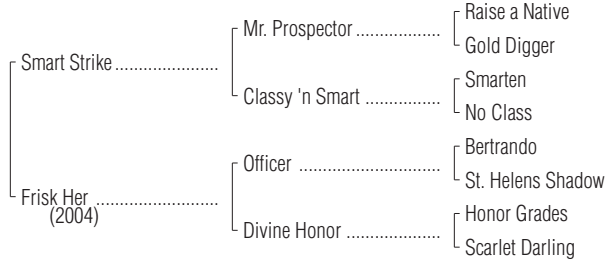 Raise a Native
Mr. Prospector ..................
Gold Digger
Smart Strike ......................
Smarten
Classy 'n Smart ................
No Class
Bertrando
Officer ..............................
St. Helens Shadow
Frisk Her ..........................
(2004)
Honor Grades
Divine Honor ....................
Scarlet Darling